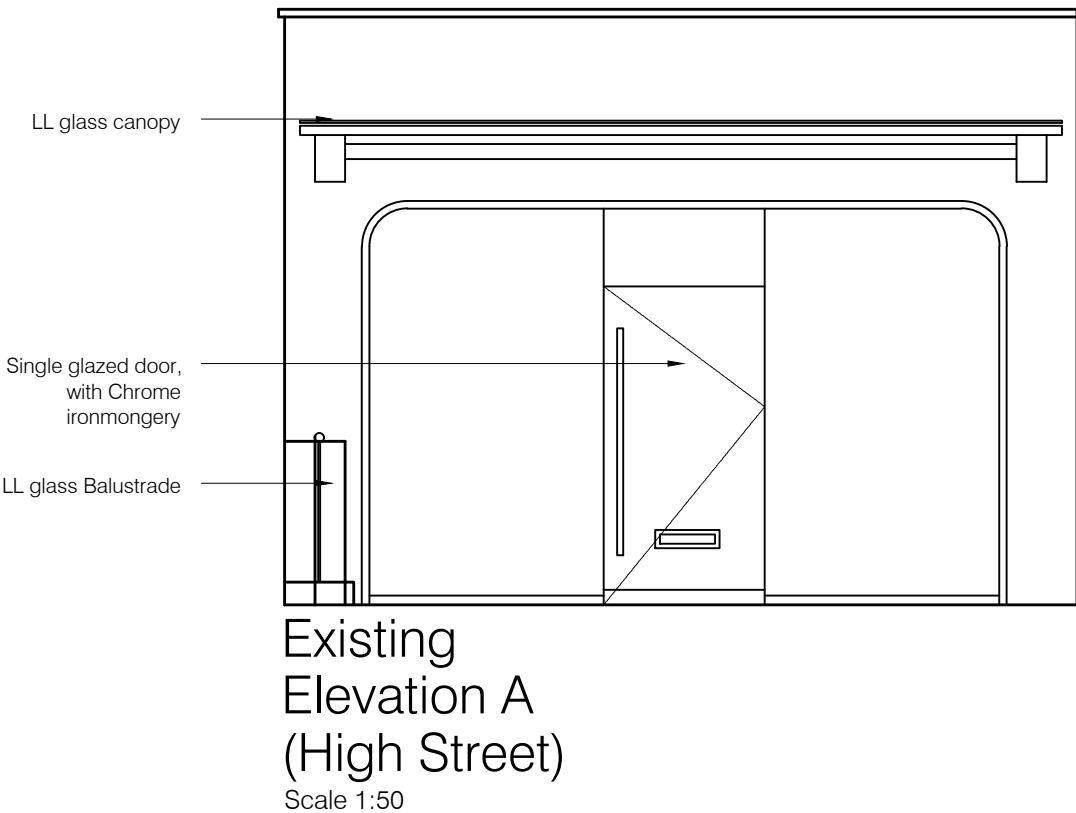 LL glass canopy
Single glazed door,
with Chrome
ironmongery
LL glass Balustrade
Existing
Elevation A
(High Street)
Scale 1:50